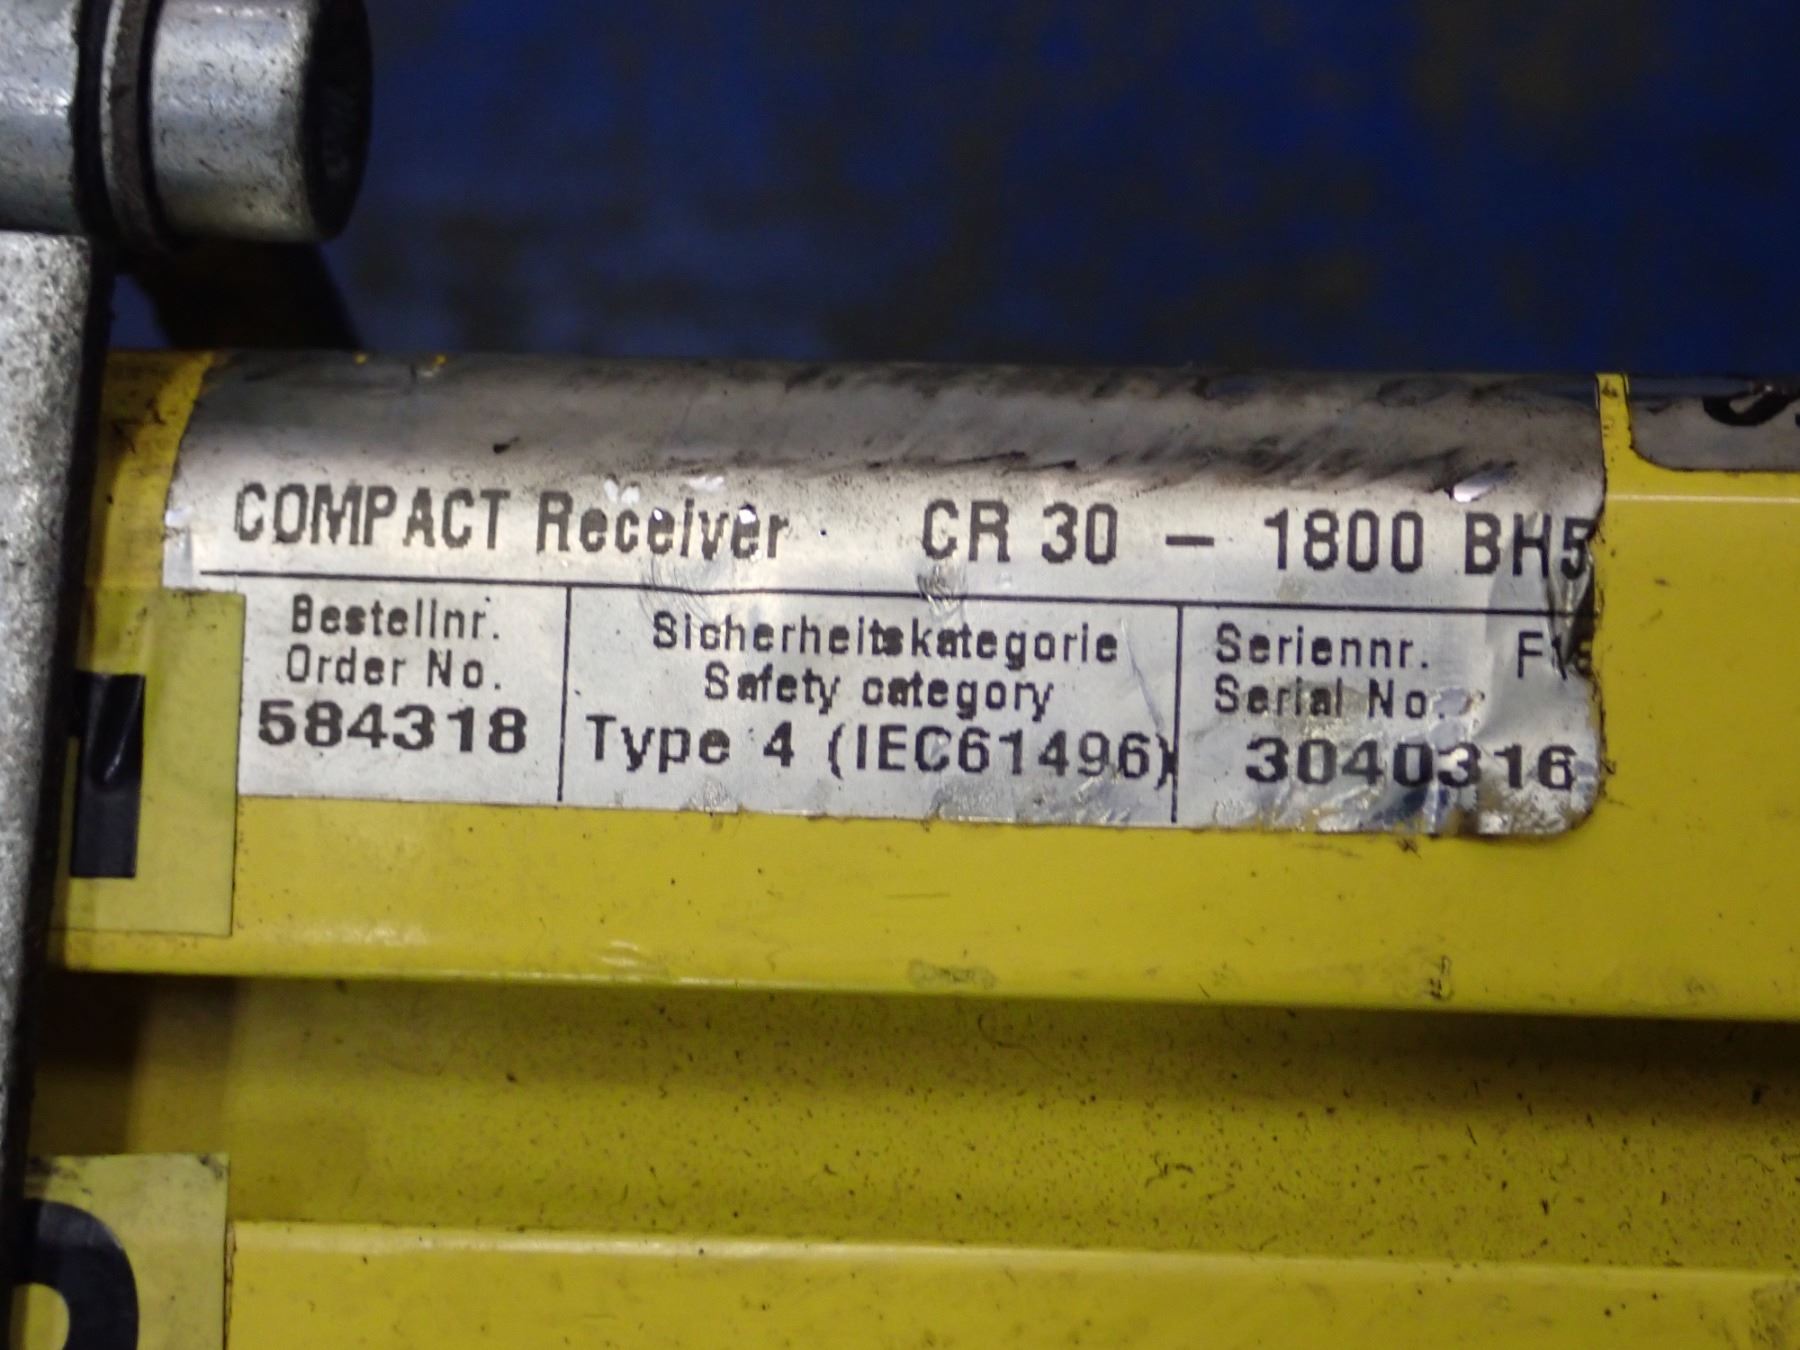 COMPACT Receiver CR 30 - 1800 BH5
Bestellnr.
Order No.
584318
Sicherheitskategorie
Safety category
Type 4 (IEC61496)
Seriennr.
Serial No.
3040316